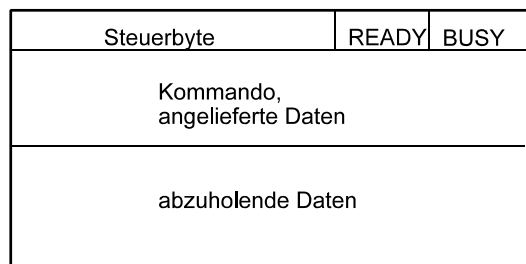 Steuerbyte READY BUSY
Kommando,
angelieferte Daten
abzuholende Daten